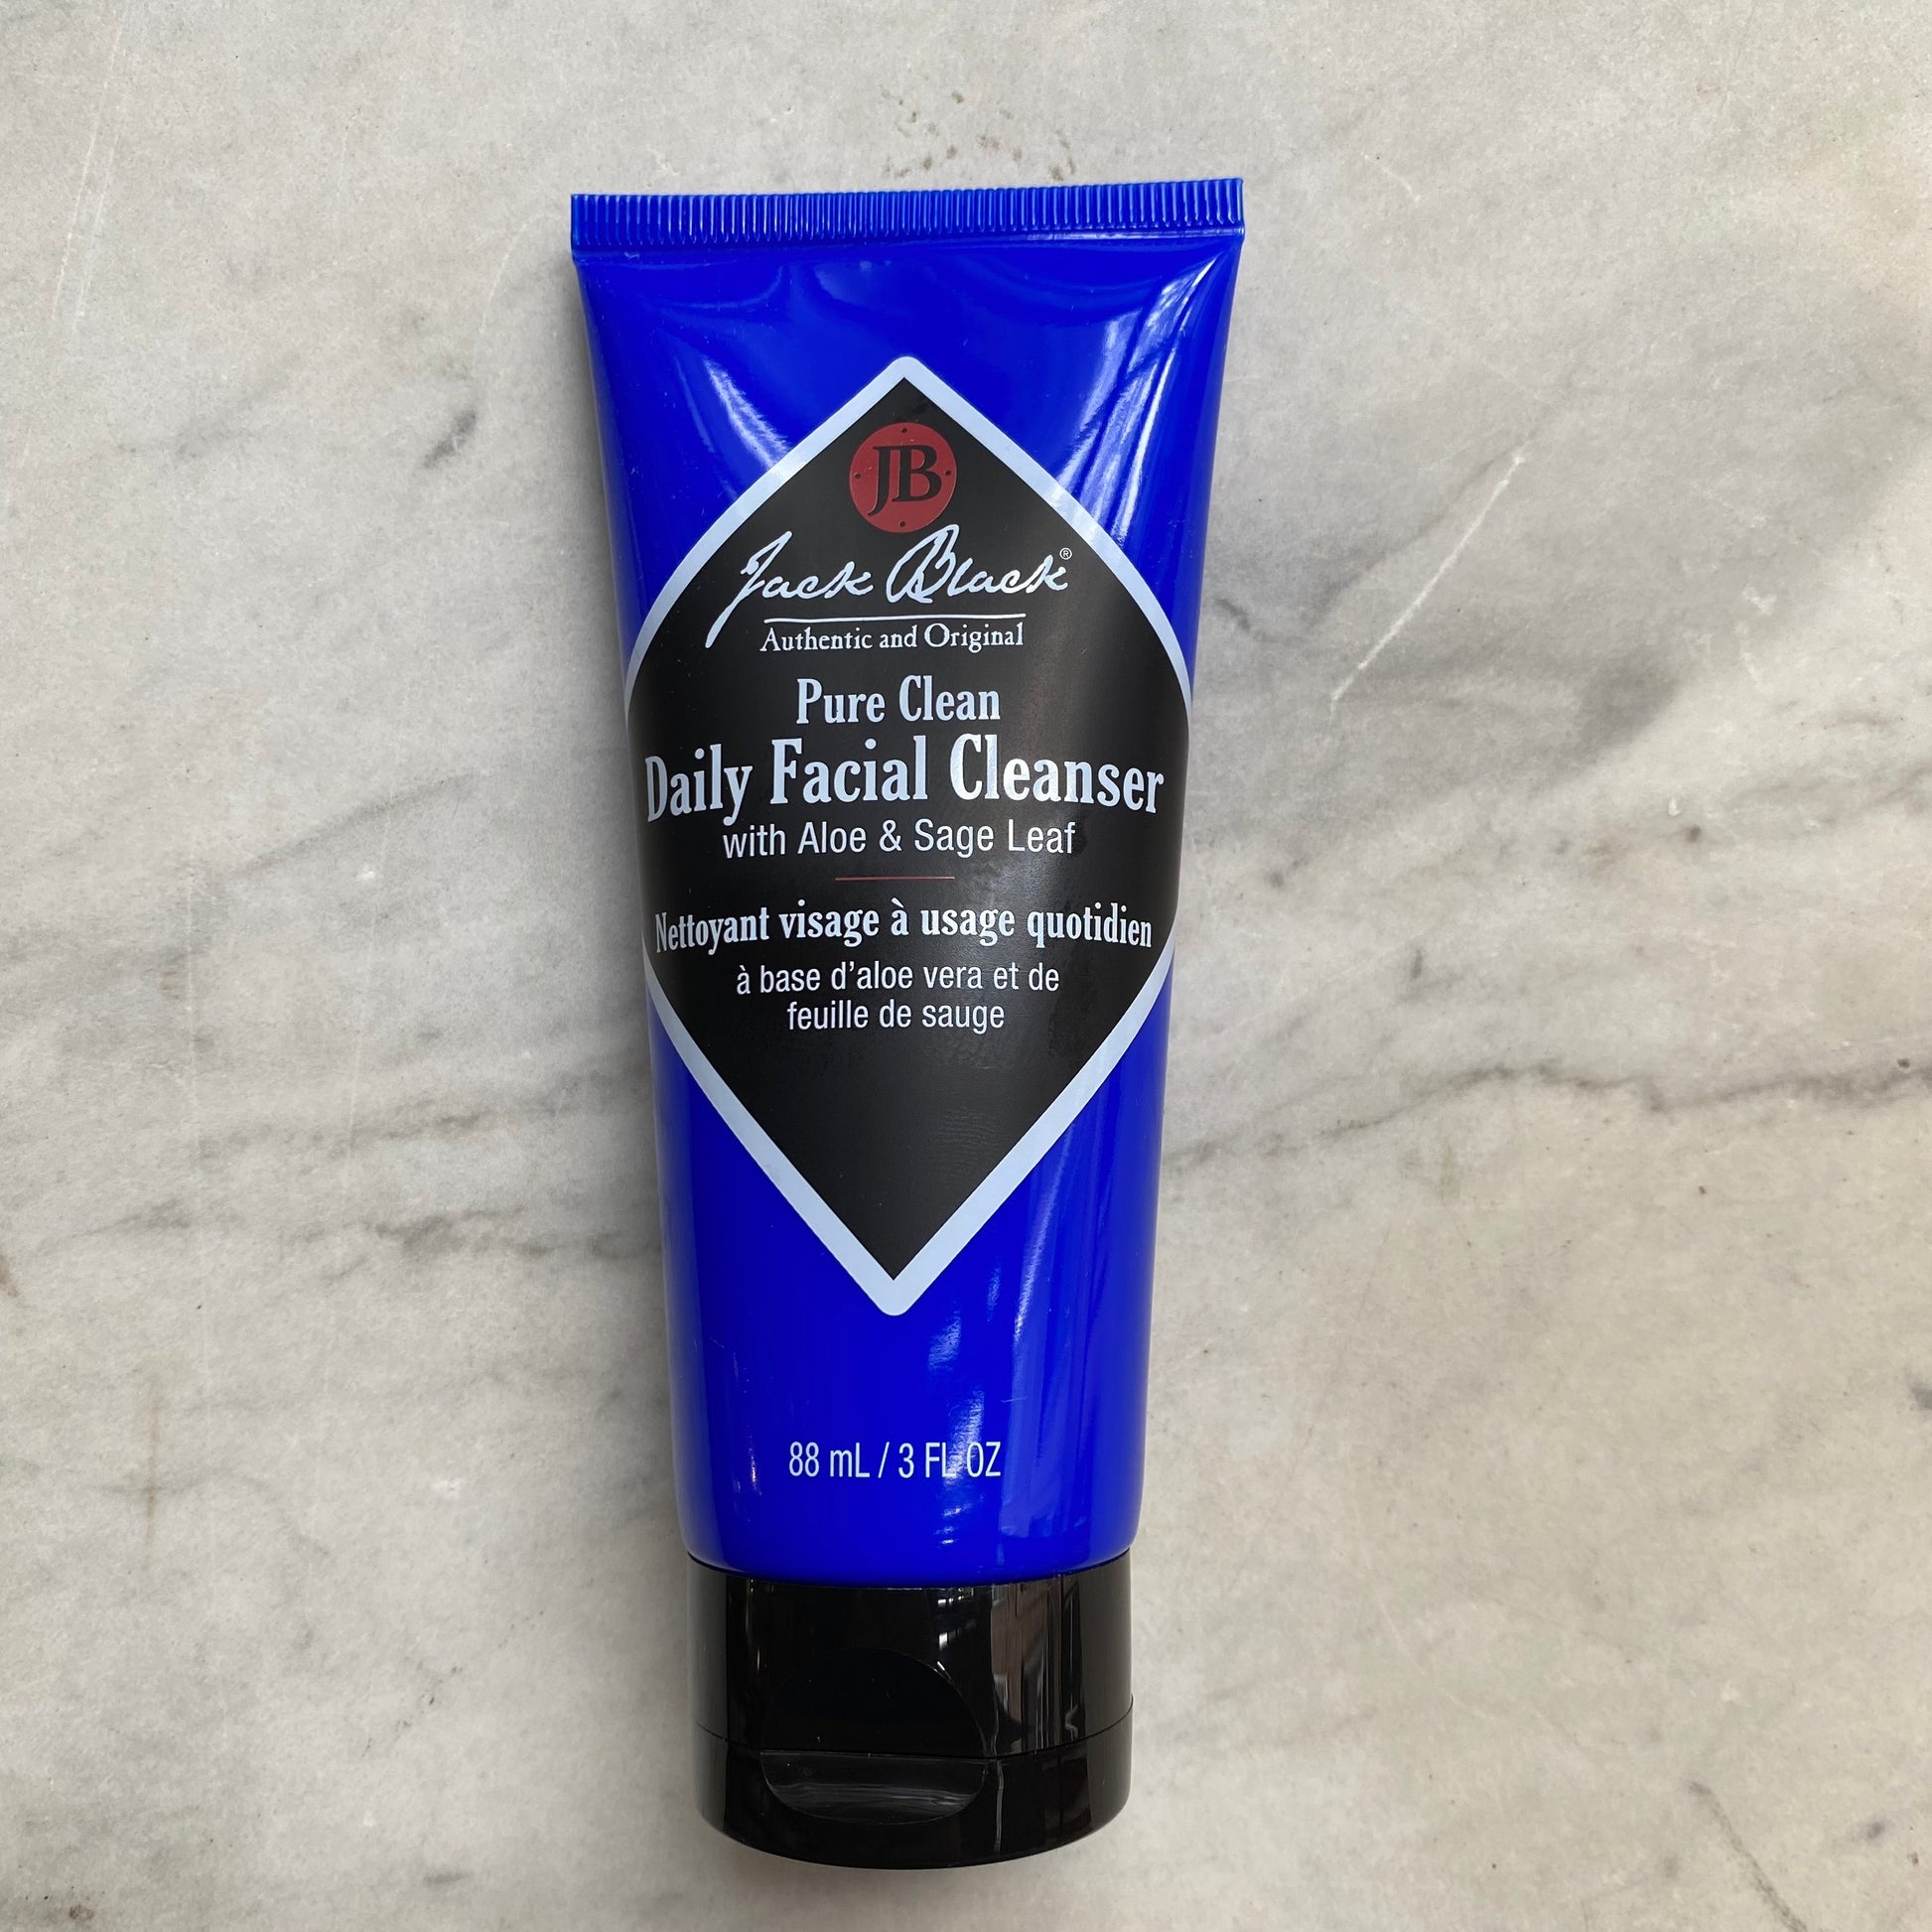 JB
Jack Black®
Authentic and Original
Pure Clean
Daily Facial Cleanser
with Aloe & Sage Leaf
Nettoyant visage à usage quotidien
à base d'aloe vera et de
feuille de sauge
88 mL / 3 FL OZ